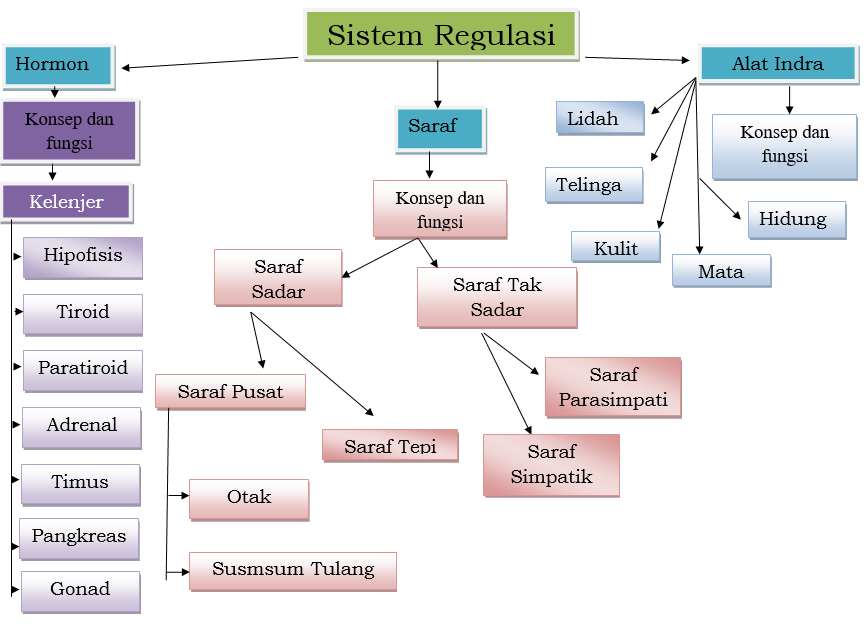 Sistem Regulasi
Hormon
Konsep dan
fungsi
Kelenjer
Hipofisis
Tiroid
Paratiroid
Adrenal
Timus
Pangkreas
Gonad
Saraf
Konsep dan
fungsi
Saraf
Sadar
Saraf Pusat
Otak
Susmsum Tulang
Saraf Tepi
Saraf Tak
Sadar
Saraf
Parasimpati
Saraf
Simpatik
Alat Indra
Konsep dan
fungsi
Lidah
Telinga
Kulit
Mata
Hidung